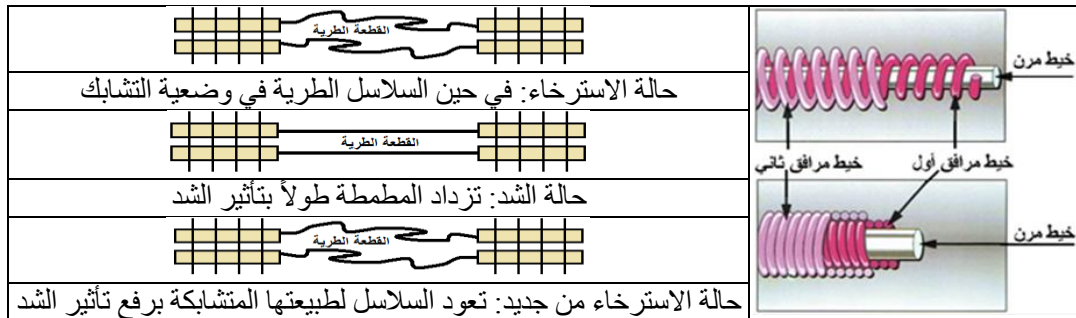 القطعة الطرية
حالة الاسترخاء: في حين السلاسل الطرية في وضعية التشابك
القطعة الطرية
حالة الشد: تزداد المطمطة طولاً بتأثير الشد
القطعة الطرية
حالة الاسترخاء من جديد: تعود السلاسل لطبيعتها المتشابكة برفع تأثير الشد
خيط مرن
خيط مرافق أول
خيط مرافق ثاني
خيط مرن